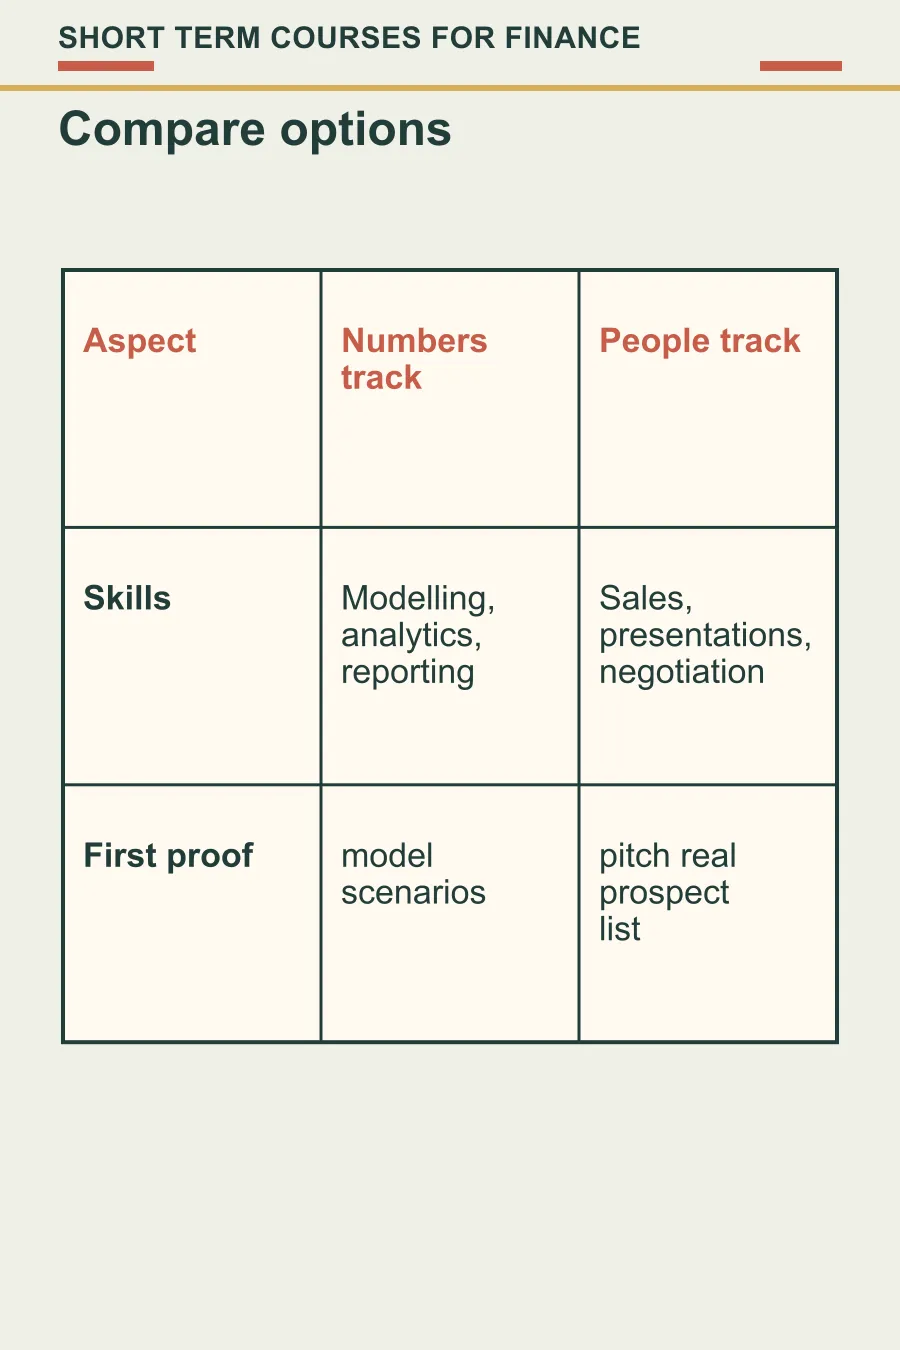 SHORT TERM COURSES FOR FINANCE
Compare options
Aspect
Numbers
track
People track
Skills
Modelling,
analytics,
reporting
Sales,
presentations,
negotiation
First proof
model
scenarios
pitch real
prospect
list